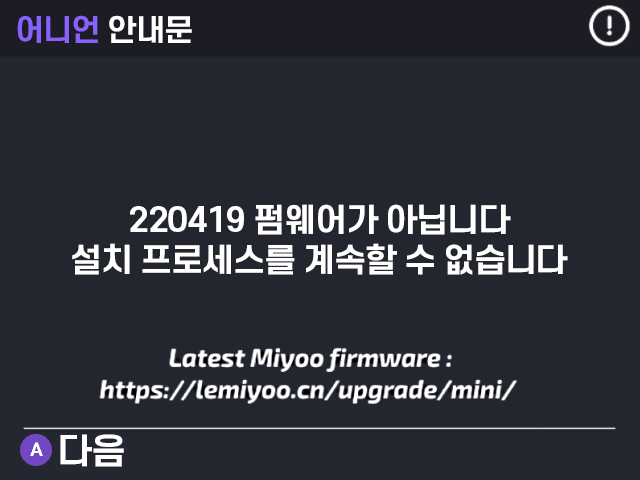 어니언 안내문
220419 펌웨어가 아닙니다
설치 프로세스를 계속할 수 없습니다
Latest Miyoo firmware :
https://lemiyoo.cn/upgrade/mini/
A 다음